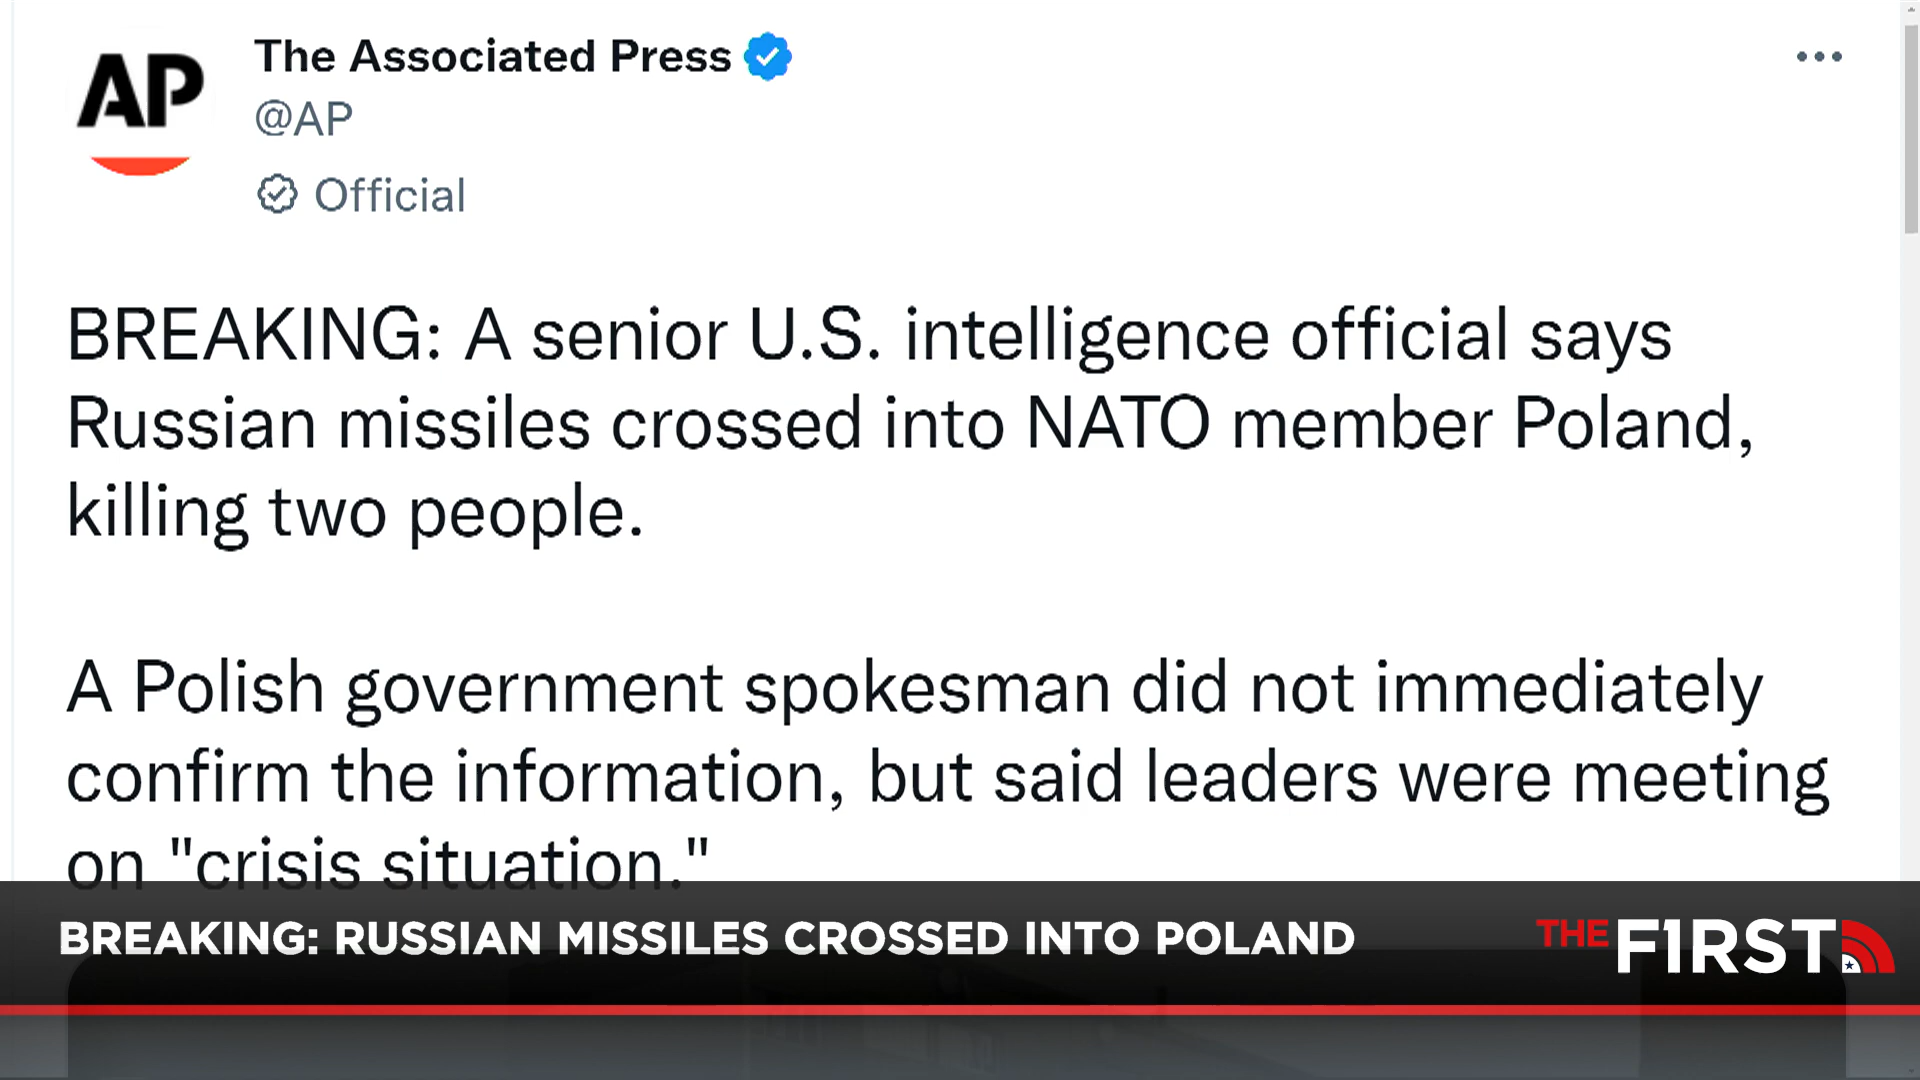 AP
The Associated Press
@AP
Official
BREAKING: A senior U.S. intelligence official says
Russian missiles crossed into NATO member Poland,
killing two people.
A Polish government spokesman did not immediately
confirm the information, but said leaders were meeting
on "crisis situation."
BREAKING: RUSSIAN MISSILES CROSSED INTO POLAND
THE F1RST